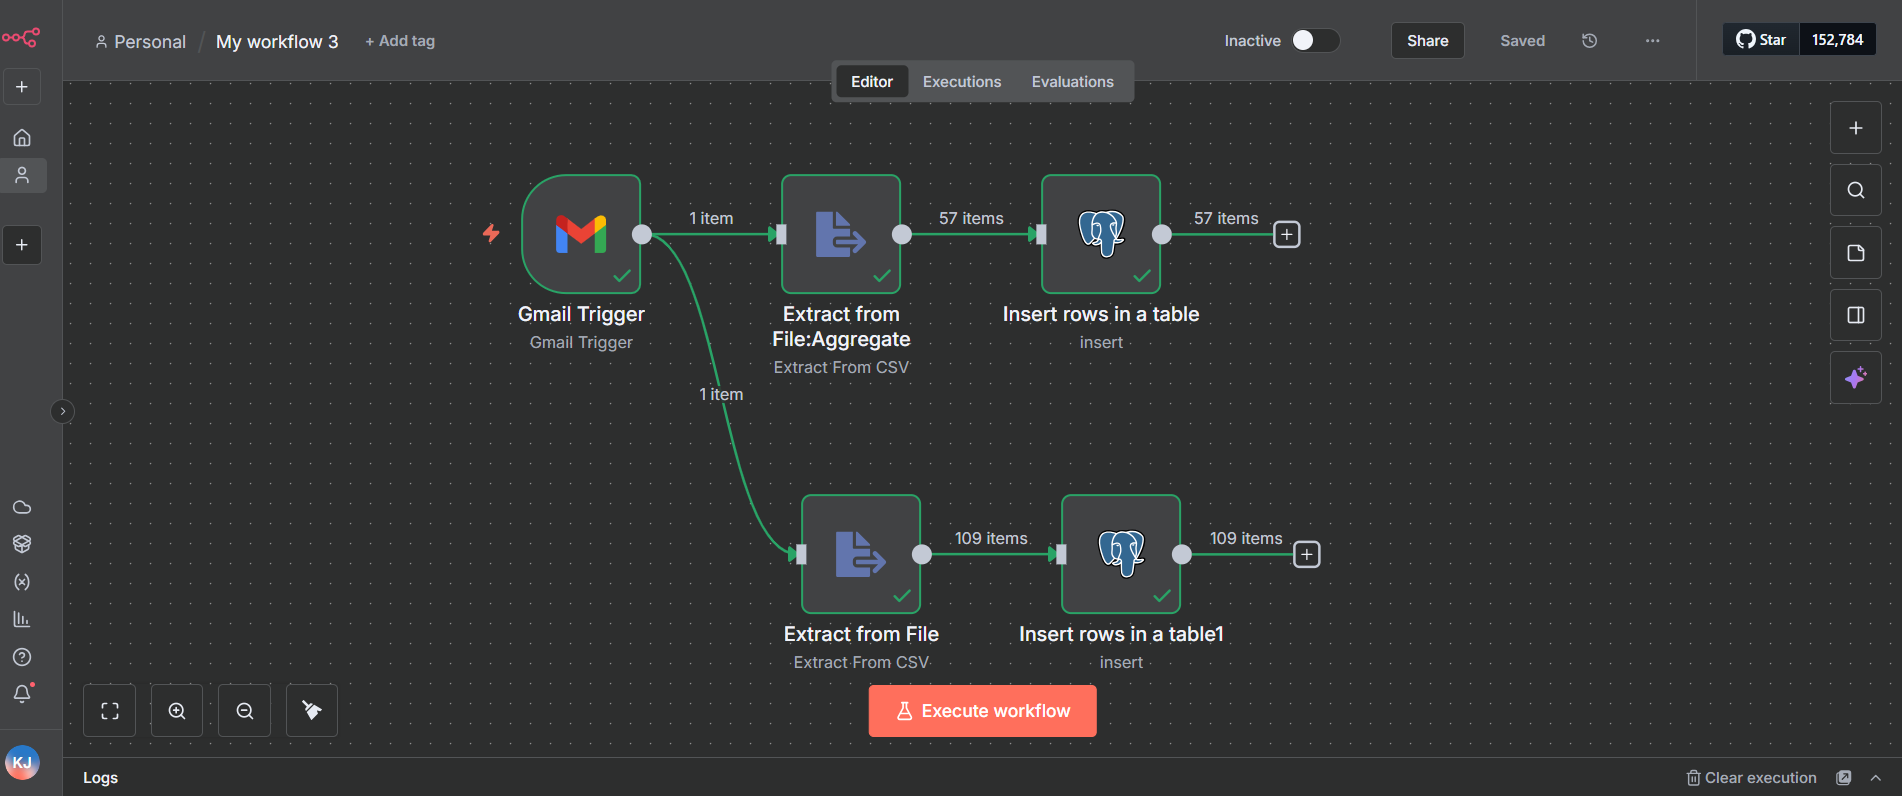 Personal / My workflow 3 + Add tag
Inactive
Share
Saved
Star 152,784
Editor Executions Evaluations
1 item
57 items
57 items
Gmail Trigger
Gmail Trigger
Extract from
File:Aggregate
Extract From CSV
Insert rows in a table
insert
1 item
109 items
109 items
Extract from File
Extract From CSV
Insert rows in a table1
insert
Execute workflow
KJ
Logs
Clear execution